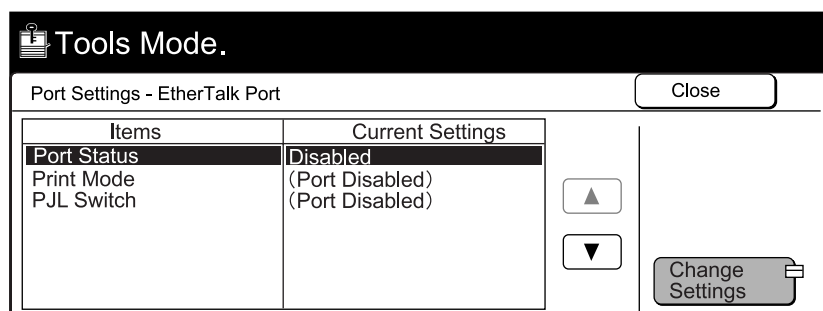 Tools Mode.
Port Settings - EtherTalk Port
Close
Items Current Settings
Port Status Disabled
Print Mode (Port Disabled)
PJL Switch (Port Disabled)
Change
Settings